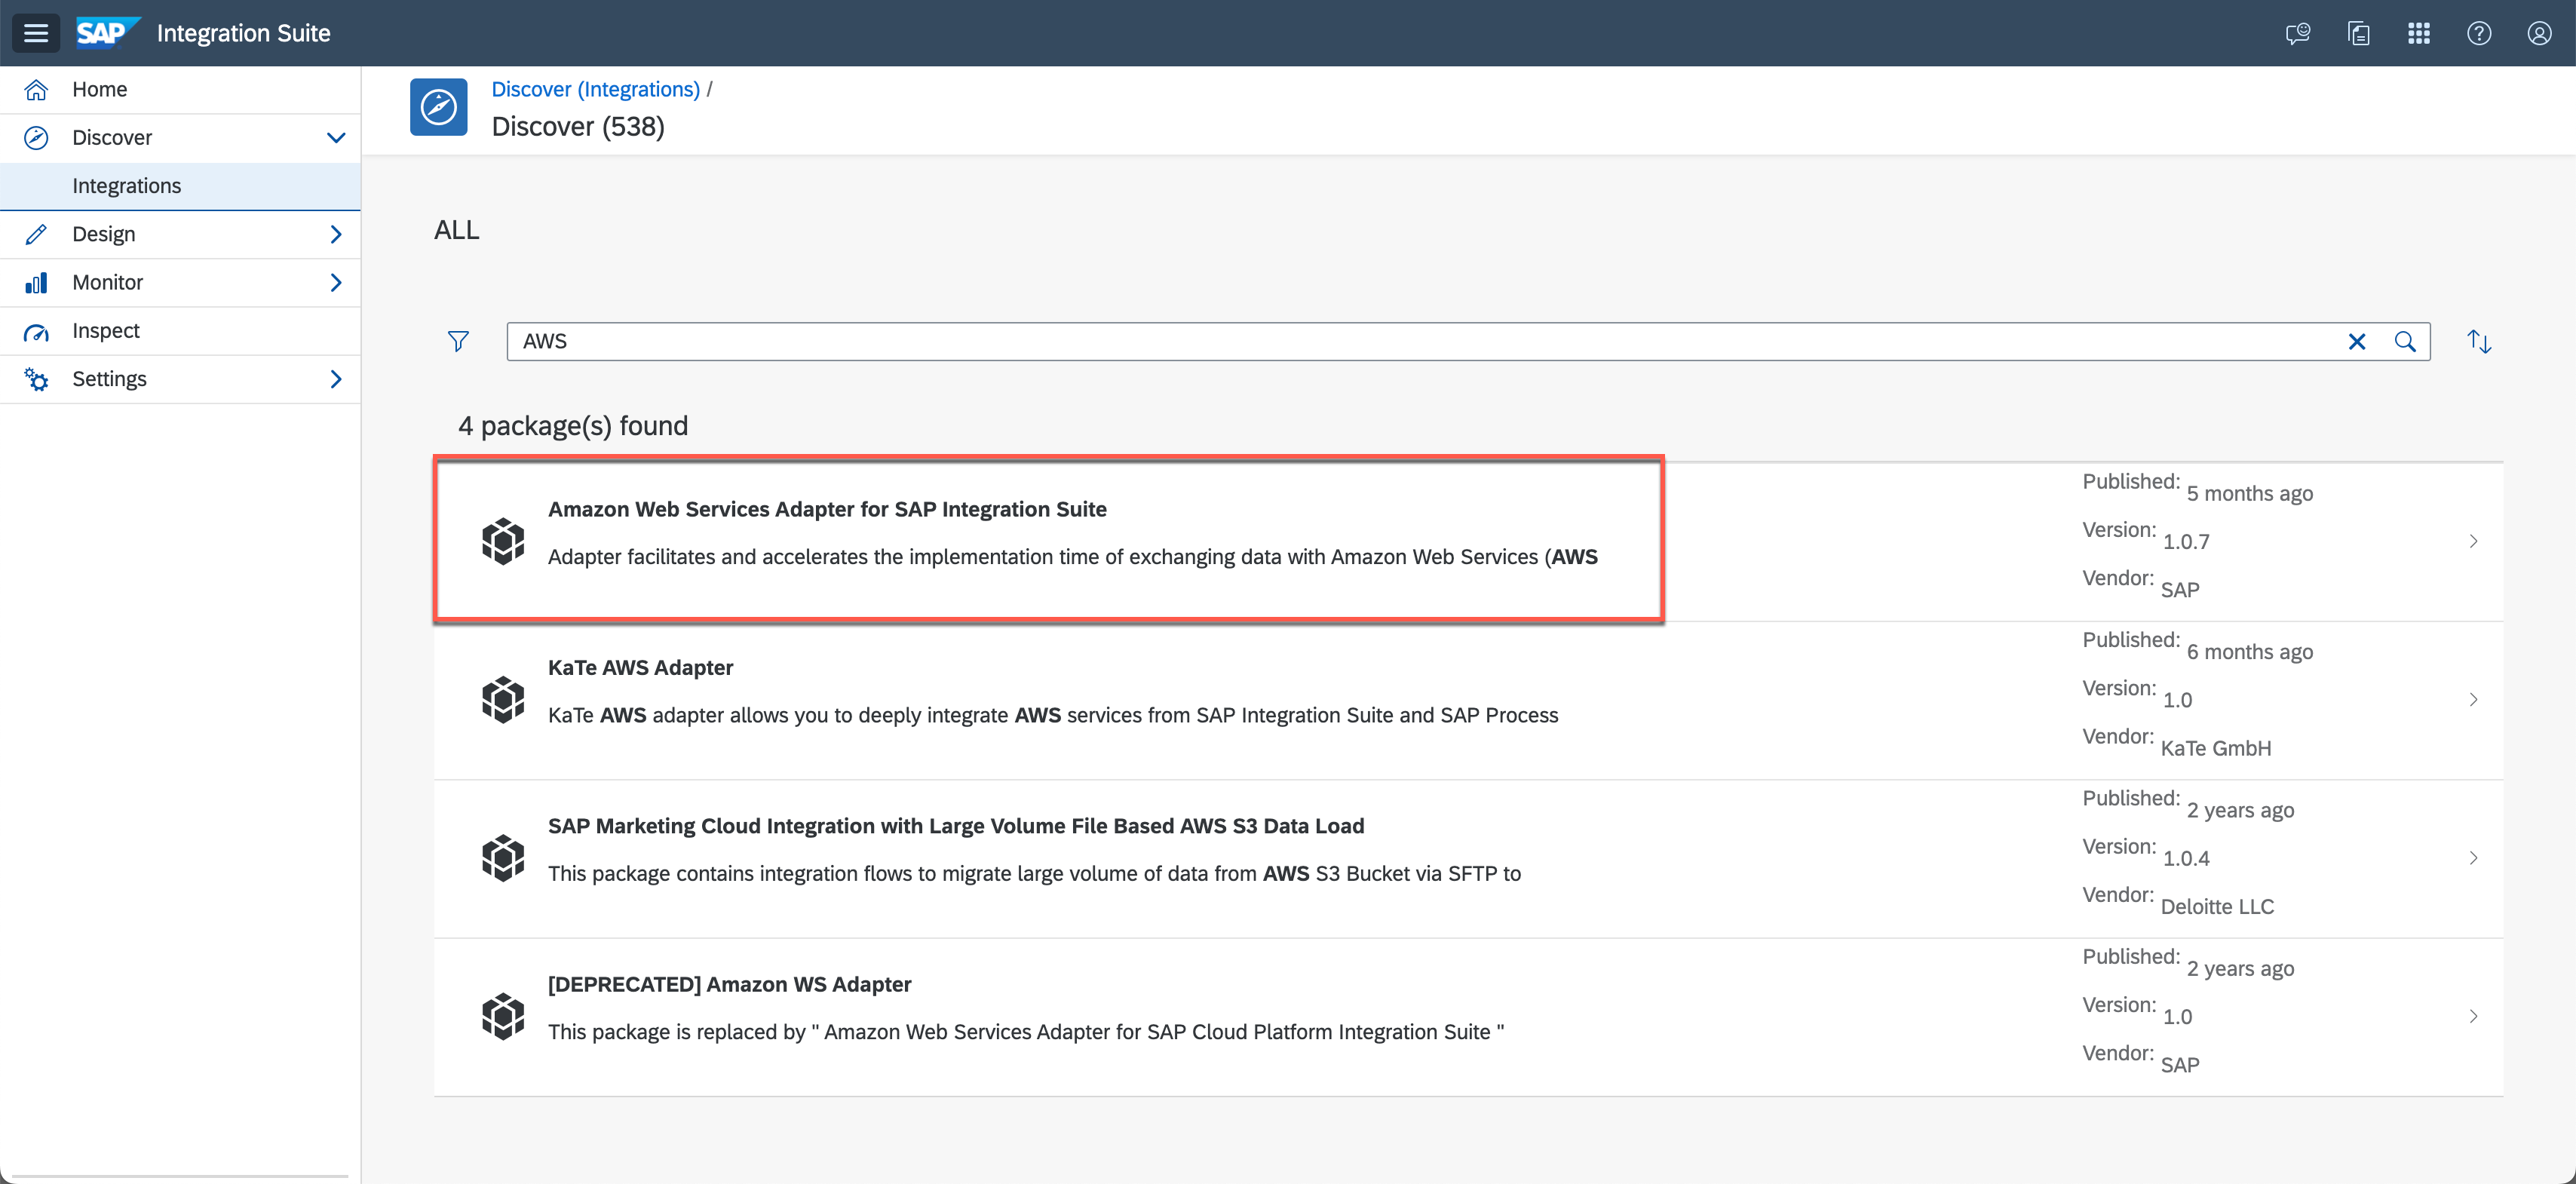 SAP Integration Suite
Home
Discover
Integrations
Design
Monitor
Inspect
Settings
Discover (Integrations) /
Discover (538)
ALL
AWS
4 package(s) found
Amazon Web Services Adapter for SAP Integration Suite
Adapter facilitates and accelerates the implementation time of exchanging data with Amazon Web Services (AWS
Published: 5 months ago
Version: 1.0.7
Vendor: SAP
KaTe AWS Adapter
KaTe AWS adapter allows you to deeply integrate AWS services from SAP Integration Suite and SAP Process
Published: 6 months ago
Version: 1.0
Vendor: KaTe GmbH
SAP Marketing Cloud Integration with Large Volume File Based AWS S3 Data Load
This package contains integration flows to migrate large volume of data from AWS S3 Bucket via SFTP to
Published: 2 years ago
Version: 1.0.4
Vendor: Deloitte LLC
[DEPRECATED] Amazon WS Adapter
This package is replaced by " Amazon Web Services Adapter for SAP Cloud Platform Integration Suite "
Published: 2 years ago
Version: 1.0
Vendor: SAP